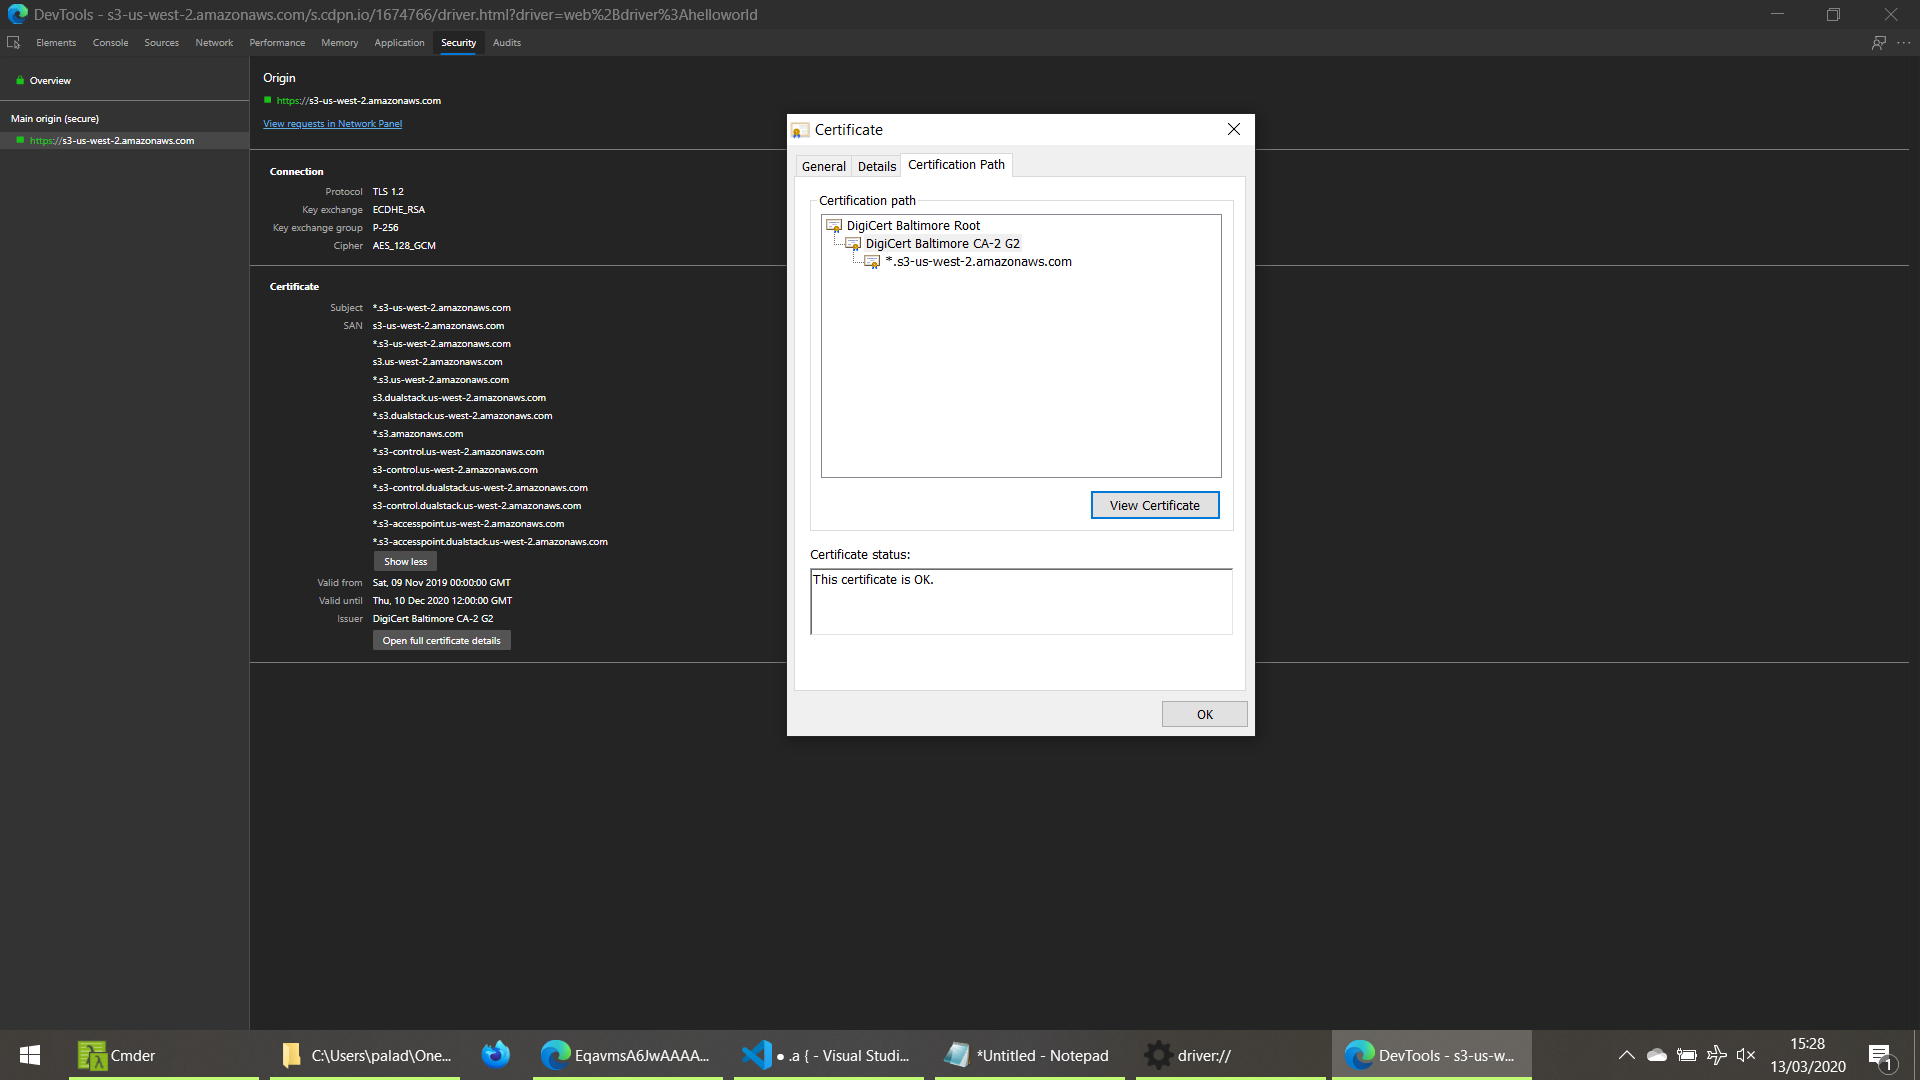 DevTools - s3-us-west-2.amazonaws.com/s.cdpn.io/1674766/driver.html?driver=web%2Bdriver%3Ahelloworld
Elements Console Sources Network Performance Memory Application Security Audits
Overview
Main origin (secure)
https://s3-us-west-2.amazonaws.com
Origin
https://s3-us-west-2.amazonaws.com
View requests in Network Panel
Connection
Protocol TLS 1.2
Key exchange ECDHE_RSA
Key exchange group P-256
Cipher AES_128_GCM
Certificate
Subject *.s3-us-west-2.amazonaws.com
SAN s3-us-west-2.amazonaws.com
*.s3-us-west-2.amazonaws.com
s3.us-west-2.amazonaws.com
*.s3.us-west-2.amazonaws.com
s3.dualstack.us-west-2.amazonaws.com
*.s3.dualstack.us-west-2.amazonaws.com
*.s3.amazonaws.com
*.s3-control.us-west-2.amazonaws.com
s3-control.us-west-2.amazonaws.com
*.s3-control.dualstack.us-west-2.amazonaws.com
s3-control.dualstack.us-west-2.amazonaws.com
*.s3-accesspoint.us-west-2.amazonaws.com
*.s3-accesspoint.dualstack.us-west-2.amazonaws.com
Show less
Valid from Sat, 09 Nov 2019 00:00:00 GMT
Valid until Thu, 10 Dec 2020 12:00:00 GMT
Issuer DigiCert Baltimore CA-2 G2
Open full certificate details
Certificate
General Details Certification Path
Certification path
DigiCert Baltimore Root
DigiCert Baltimore CA-2 G2
*.s3-us-west-2.amazonaws.com
View Certificate
Certificate status:
This certificate is OK.
OK
Cmder
C:\Users\palad\One...
EqavmsA6JwAAAA...
● .a { - Visual Studi...
*Untitled - Notepad
driver://
DevTools - s3-us-w...
15:28
13/03/2020
1